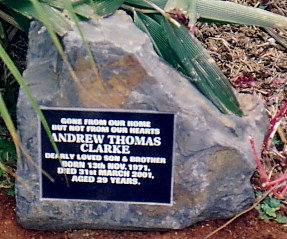 GONE FROM OUR HOME
BUT NOT FROM OUR HEARTS
ANDREW THOMAS
CLARKE
DEARLY LOVED SON & BROTHER
BORN 13th NOV. 1971.
DIED 31st MARCH 2001,
AGED 29 YEARS.